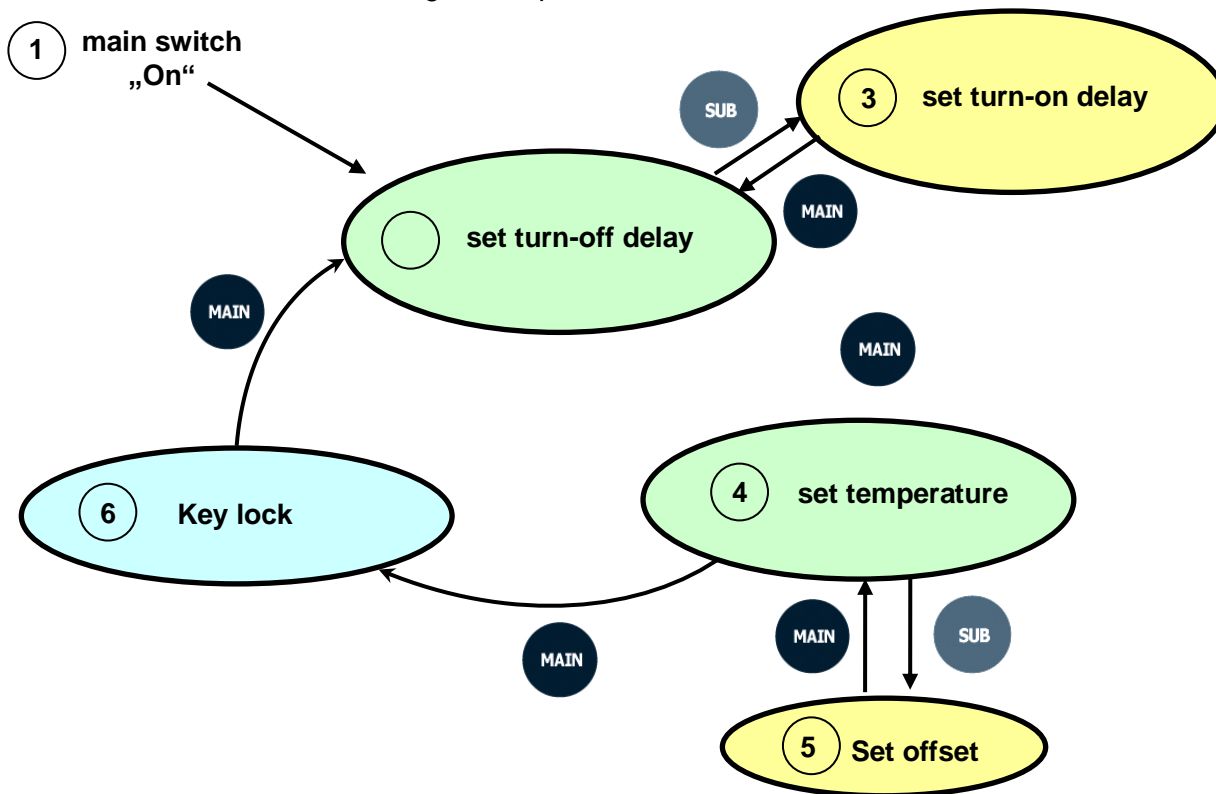 1 main switch
„On“
SUB
3 set turn-on delay
MAIN
set turn-off delay
MAIN
MAIN
4 set temperature
6 Key lock
MAIN
SUB
MAIN
5 Set offset